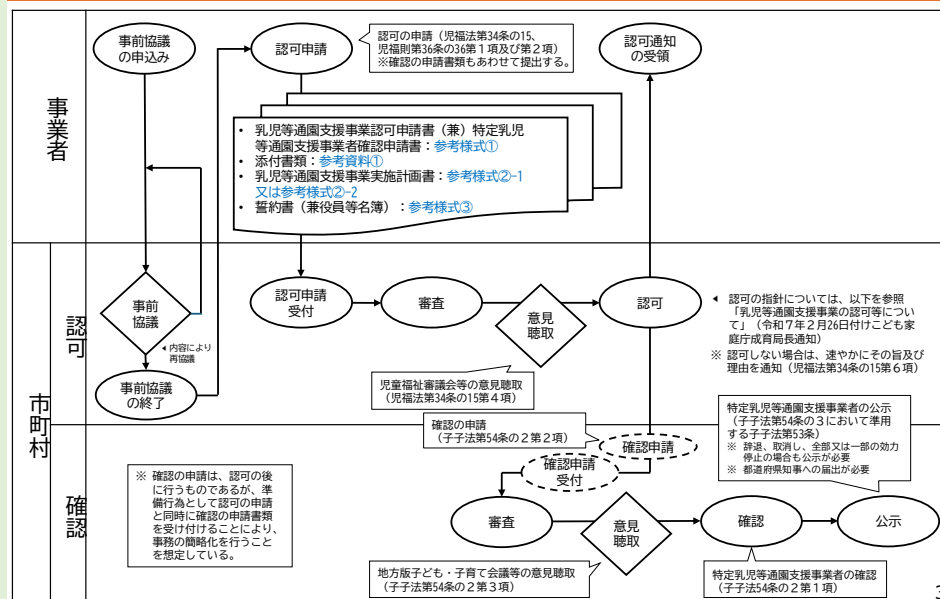 事業者
事前協議
の申込み
認可申請
認可の申請（児福法第34条の15、
児福則第36条の36第１項及び第２項）
※確認の申請書類もあわせて提出する。
認可通知
の受領
・ 乳児等通園支援事業認可申請書（兼）特定乳児
等通園支援事業者確認申請書：参考様式①
・ 添付書類：参考資料①
・ 乳児等通園支援事業実施計画書：参考様式②-1
又は参考様式②-2
・ 誓約書（兼役員等名簿）：参考様式③
市町村
認可
事前
協議
内容により
再協議
事前協議
の終了
認可申請
受付
審査
意見
聴取
認可
認可の指針については、以下を参照
「乳児等通園支援事業の認可等につい
て」（令和７年２月26日付けこども家
庭庁成育局長通知）
※ 認可しない場合は、速やかにその旨及び
理由を通知（児福法第34条の15第６項）
児童福祉審議会等の意見聴取
（児福法第34条の15第４項）
確認
確認の申請
（子子法第54条の２第２項）
確認申請
確認申請
受付
特定乳児等通園支援事業者の公示
（子子法第54条の３において準用
する子子法第53条）
※ 辞退、取消し、全部又は一部の効力
停止の場合も公示が必要
※ 都道府県知事への届出が必要
※ 確認の申請は、認可の後
に行うものであるが、準
備行為として認可の申請
と同時に確認の申請書類
を受け付けることにより、
事務の簡略化を行うこと
を想定している。
審査
意見
聴取
確認
公示
地方版子ども・子育て会議等の意見聴取
（子子法第54条の２第３項）
特定乳児等通園支援事業者の確認
（子子法54条の２第１項）
3